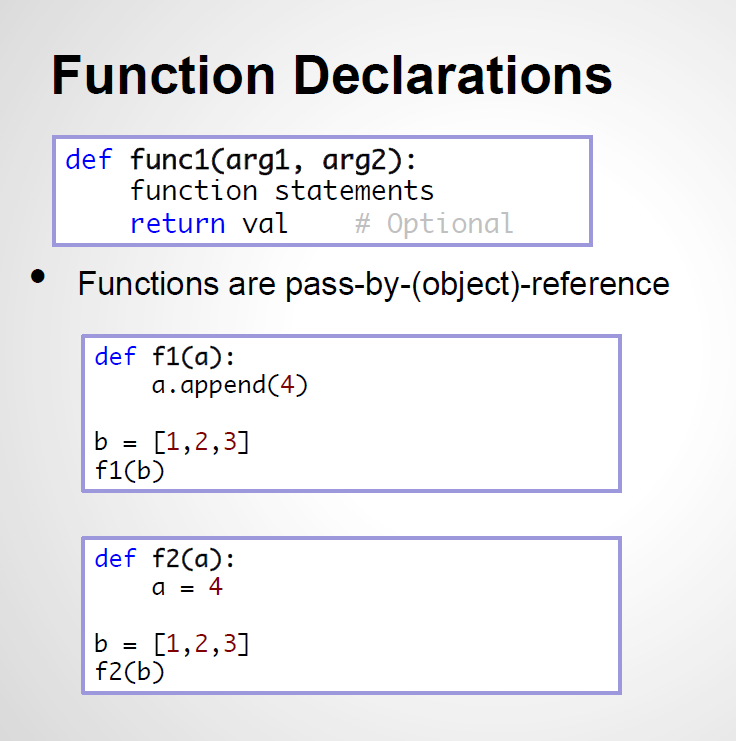 Function Declarations
def func1(arg1, arg2):
    function statements
    return val    # Optional
• Functions are pass-by-(object)-reference
def f1(a):
    a.append(4)
b = [1,2,3]
f1(b)
def f2(a):
    a = 4
b = [1,2,3]
f2(b)